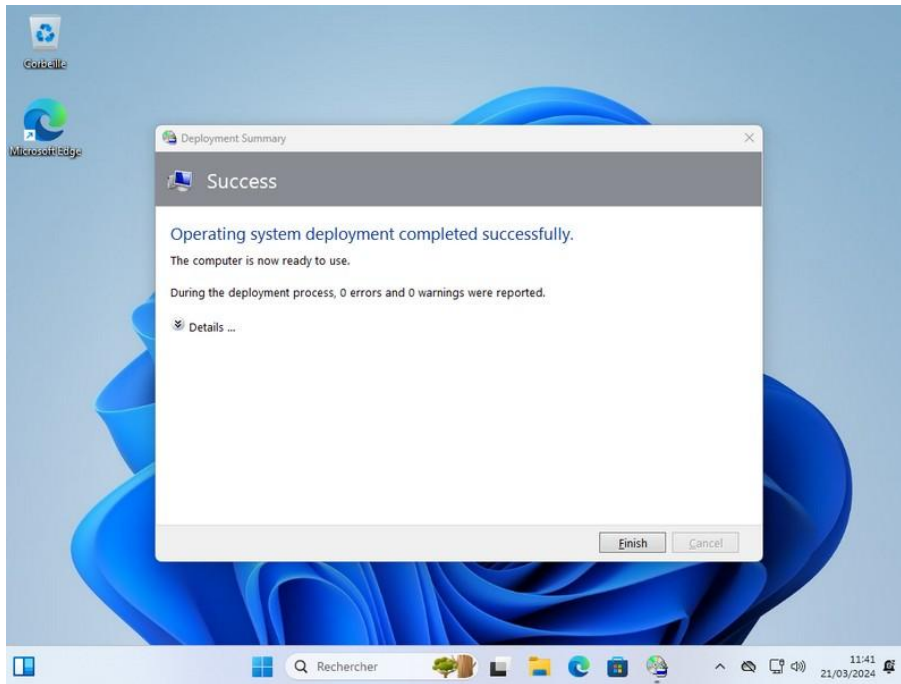 Corbeille
Microsoft Edge
Deployment Summary
Success
Operating system deployment completed successfully.
The computer is now ready to use.
During the deployment process, 0 errors and 0 warnings were reported.
Details ...
Finish
Cancel
Rechercher
11:41
21/03/2024